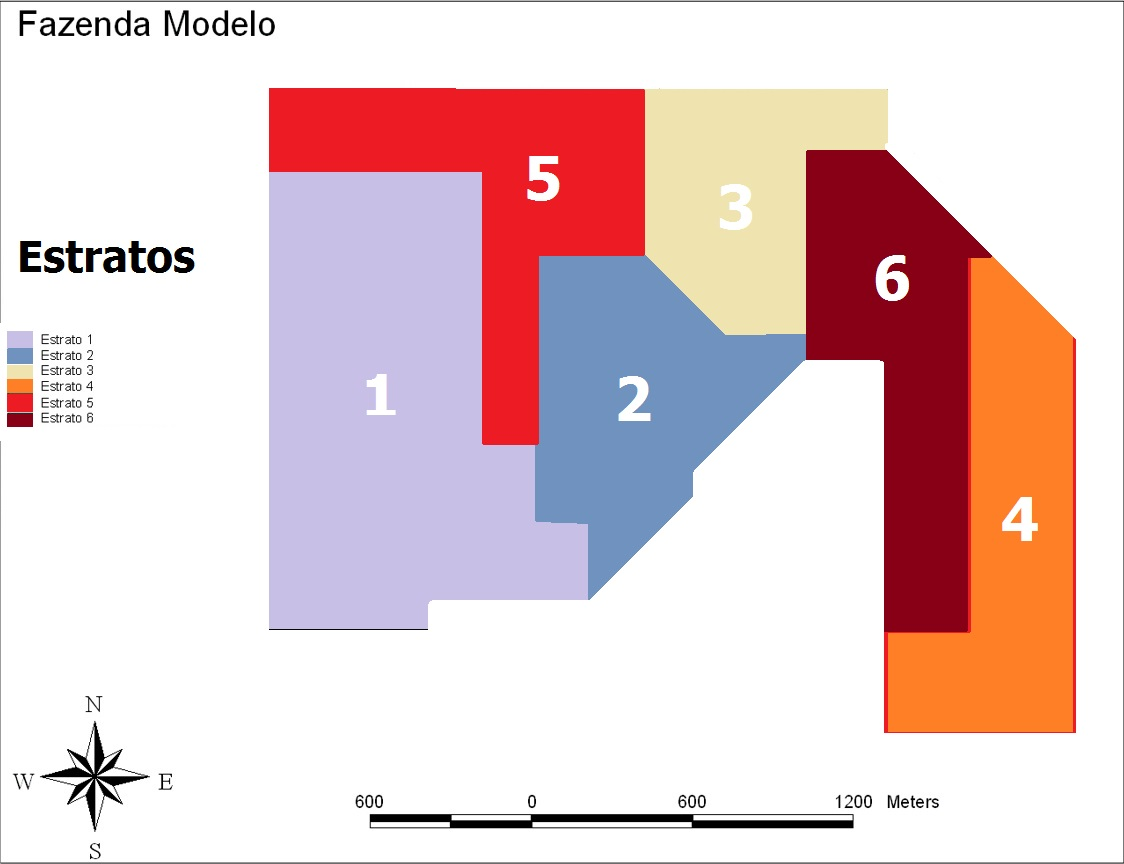 Fazenda Modelo
5
3
Estratos
6
Estrato 1
Estrato 2
Estrato 3
Estrato 4
Estrato 5
Estrato 6
1
2
4
N
W E
S
600 0 600 1200 Meters